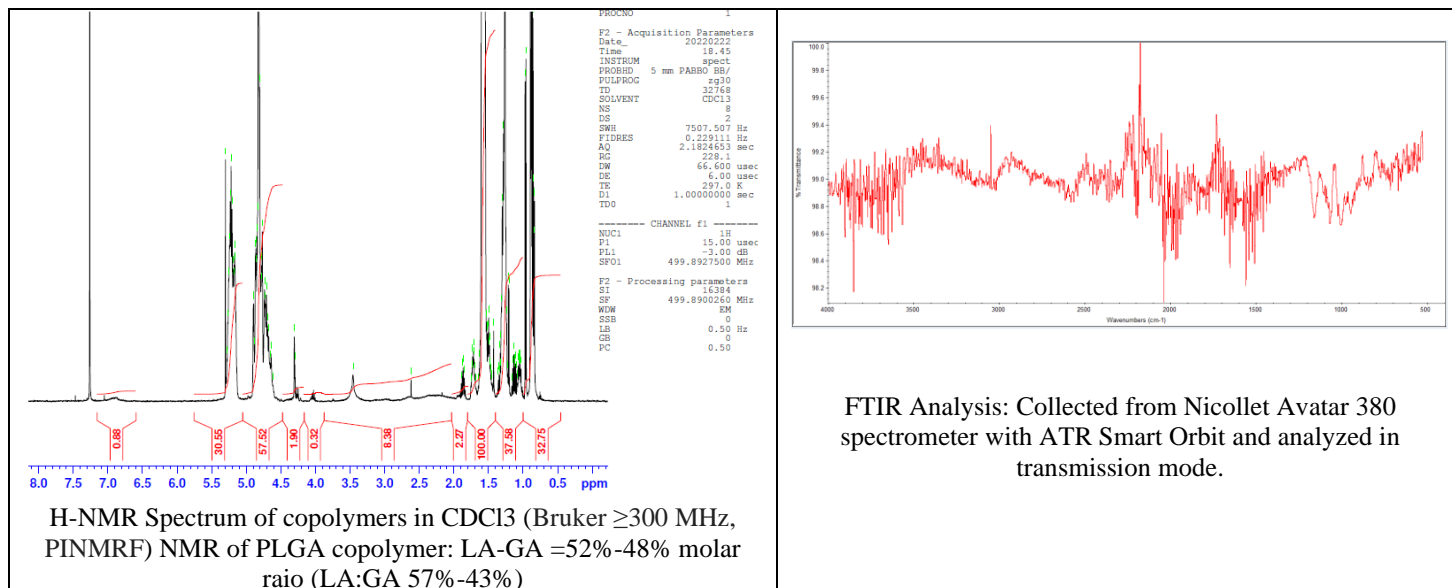 PROCNO 1
F2 - Acquisition Parameters
Date_ 20220222
Time 18.45
INSTRUM spect
PROBHD 5 mm PABBO BB/
PULPROG zg30
TD 32768
SOLVENT CDCl3
NS 8
DS 2
SWH 7507.507 Hz
FIDRES 0.229111 Hz
AQ 2.1824653 sec
RG 228.1
DW 66.600 usec
DE 6.00 usec
TE 297.0 K
D1 1.00000000 sec
TD0 1
-------- CHANNEL f1 --------
NUC1 1H
P1 15.00 usec
PL1 -3.00 dB
SFO1 499.8927500 MHz
F2 - Processing parameters
SI 16384
SF 499.8900260 MHz
WDW EM
SSB 0
LB 0.50 Hz
GB 0
PC 0.50
0.88 30.55 57.52 1.90 0.32 8.38 2.27 100.00 37.58 32.75
8.0 7.5 7.0 6.5 6.0 5.5 5.0 4.5 4.0 3.5 3.0 2.5 2.0 1.5 1.0 0.5 ppm
H-NMR Spectrum of copolymers in CDCl3 (Bruker ≥300 MHz,
PINMRF) NMR of PLGA copolymer: LA-GA =52%-48% molar
raio (LA:GA 57%-43%)
100.0
99.8
99.6
99.4
99.2
99.0
98.8
98.6
98.4
98.2
% Transmittance
4000 3500 3000 2500 2000 1500 1000 500
Wavenumbers (cm-1)
FTIR Analysis: Collected from Nicollet Avatar 380
spectrometer with ATR Smart Orbit and analyzed in
transmission mode.